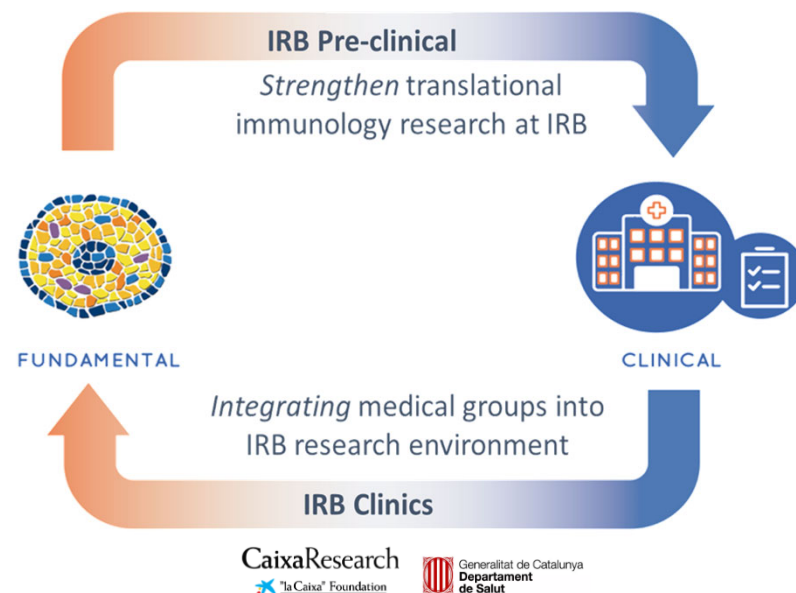 IRB Pre-clinical
Strengthen translational
immunology research at IRB
FUNDAMENTAL
CLINICAL
Integrating medical groups into
IRB research environment
IRB Clinics
CaixaResearch
"la Caixa" Foundation
Generalitat de Catalunya
Departament
de Salut